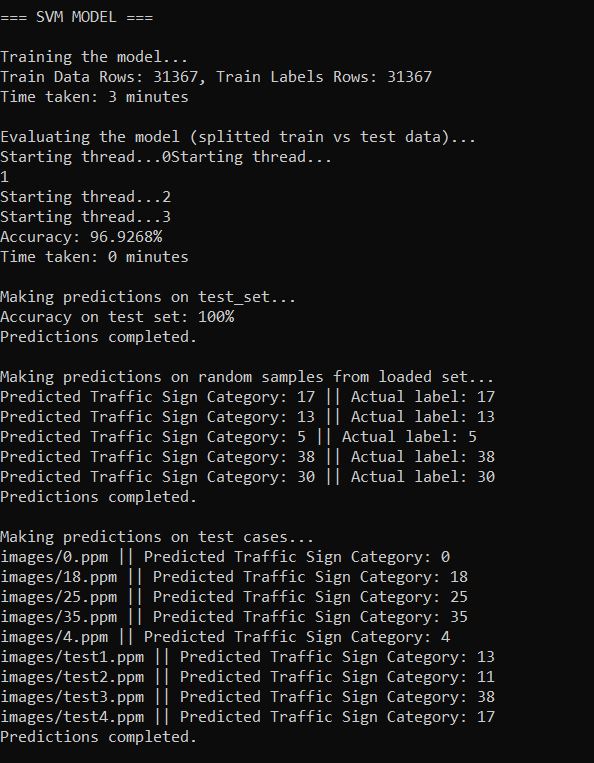 === SVM MODEL ===
Training the model...
Train Data Rows: 31367, Train Labels Rows: 31367
Time taken: 3 minutes
Evaluating the model (splitted train vs test data)...
Starting thread...0Starting thread...
1
Starting thread...2
Starting thread...3
Accuracy: 96.9268%
Time taken: 0 minutes
Making predictions on test_set...
Accuracy on test set: 100%
Predictions completed.
Making predictions on random samples from loaded set...
Predicted Traffic Sign Category: 17 || Actual label: 17
Predicted Traffic Sign Category: 13 || Actual label: 13
Predicted Traffic Sign Category: 5 || Actual label: 5
Predicted Traffic Sign Category: 38 || Actual label: 38
Predicted Traffic Sign Category: 30 || Actual label: 30
Predictions completed.
Making predictions on test cases...
images/0.ppm || Predicted Traffic Sign Category: 0
images/18.ppm || Predicted Traffic Sign Category: 18
images/25.ppm || Predicted Traffic Sign Category: 25
images/35.ppm || Predicted Traffic Sign Category: 35
images/4.ppm || Predicted Traffic Sign Category: 4
images/test1.ppm || Predicted Traffic Sign Category: 13
images/test2.ppm || Predicted Traffic Sign Category: 11
images/test3.ppm || Predicted Traffic Sign Category: 38
images/test4.ppm || Predicted Traffic Sign Category: 17
Predictions completed.